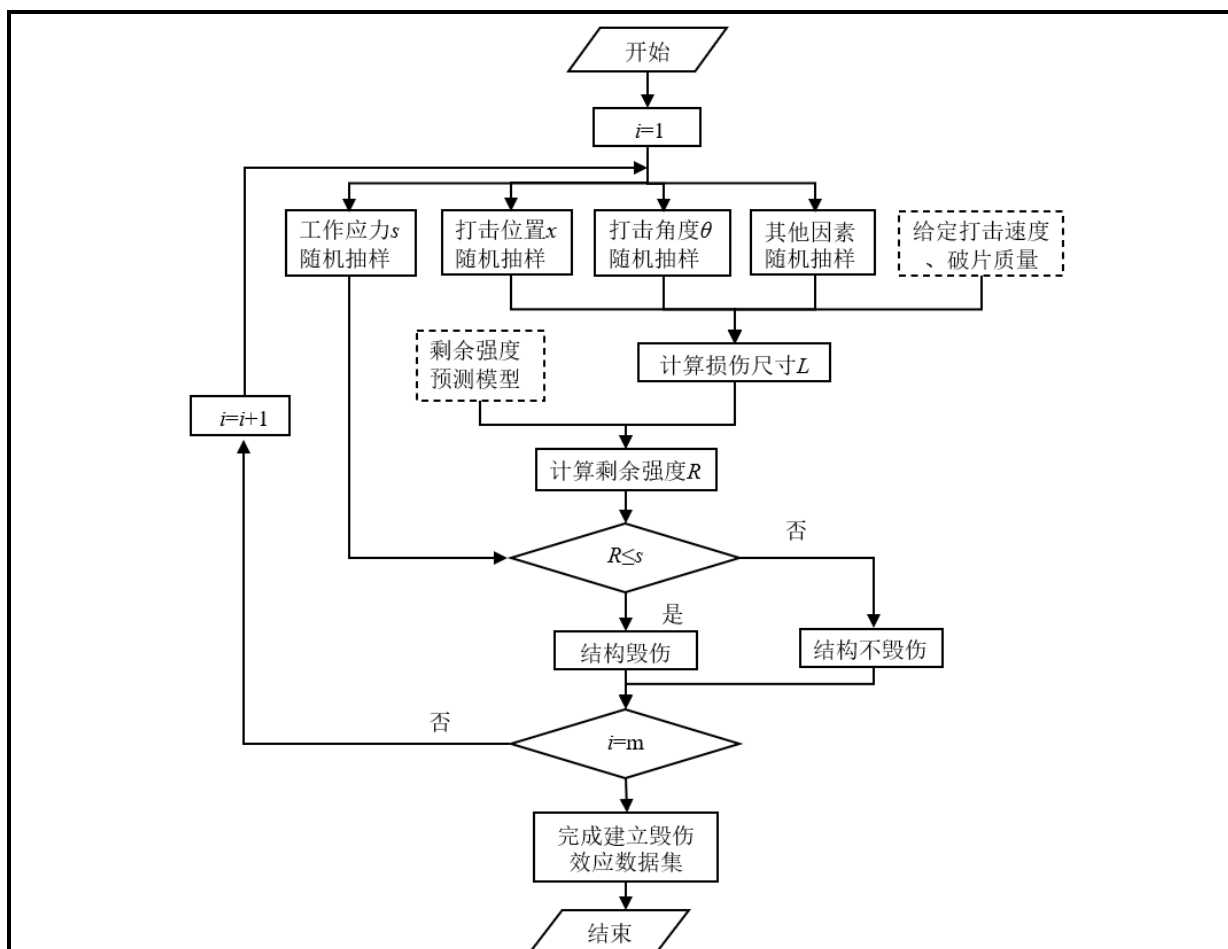 开始
i=1
工作应力s
随机抽样
打击位置x
随机抽样
打击角度θ
随机抽样
其他因素
随机抽样
给定打击速度
、破片质量
剩余强度
预测模型
计算损伤尺寸L
i=i+1
计算剩余强度R
R≤s
否
是
结构毁伤
结构不毁伤
否
i=m
完成建立毁伤
效应数据集
结束